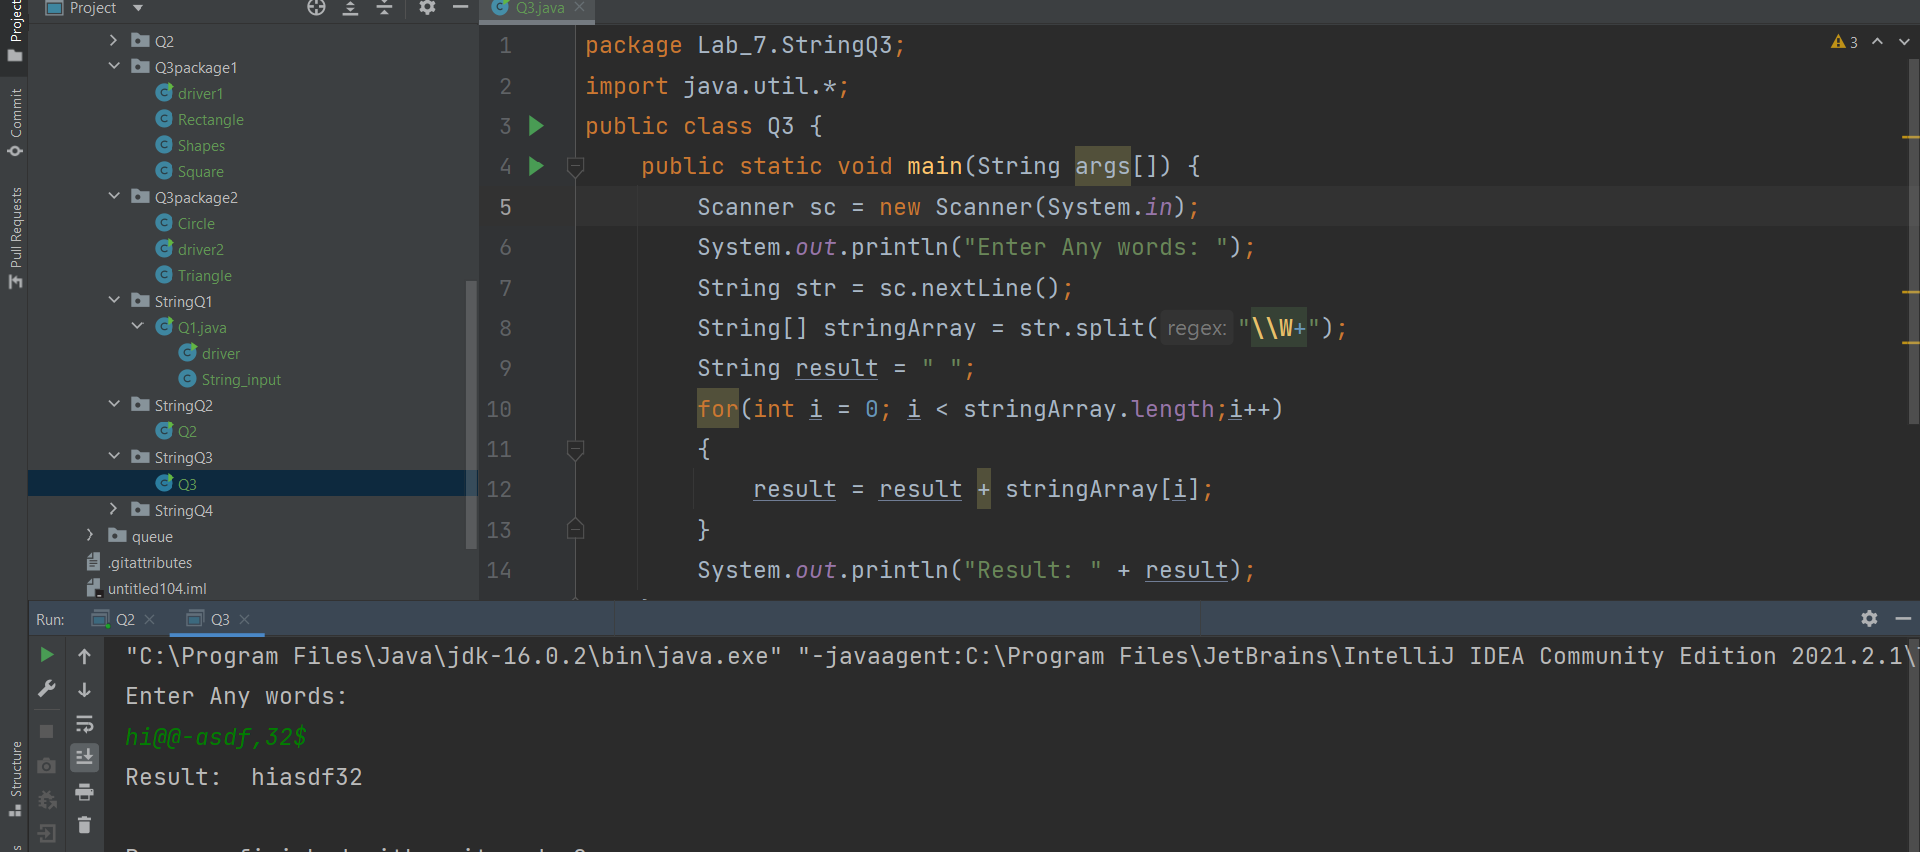 Project
Q3.java
Project
Commit
Pull Requests
Structure
Q2
Q3package1
driver1
Rectangle
Shapes
Square
Q3package2
Circle
driver2
Triangle
StringQ1
Q1.java
driver
String_input
StringQ2
Q2
StringQ3
Q3
StringQ4
queue
.gitattributes
untitled104.iml
3
1 package Lab_7.StringQ3;
2 import java.util.*;
3 public class Q3 {
4 public static void main(String args[]) {
5 Scanner sc = new Scanner(System.in);
6 System.out.println("Enter Any words: ");
7 String str = sc.nextLine();
8 String[] stringArray = str.split( regex: "\\W+");
9 String result = " ";
10 for(int i = 0; i < stringArray.length;i++)
11 {
12 result = result + stringArray[i];
13 }
14 System.out.println("Result: " + result);
Run: Q2 Q3
"C:\Program Files\Java\jdk-16.0.2\bin\java.exe" "-javaagent:C:\Program Files\JetBrains\IntelliJ IDEA Community Edition 2021.2.1\
Enter Any words:
hi@@-asdf,32$
Result:  hiasdf32